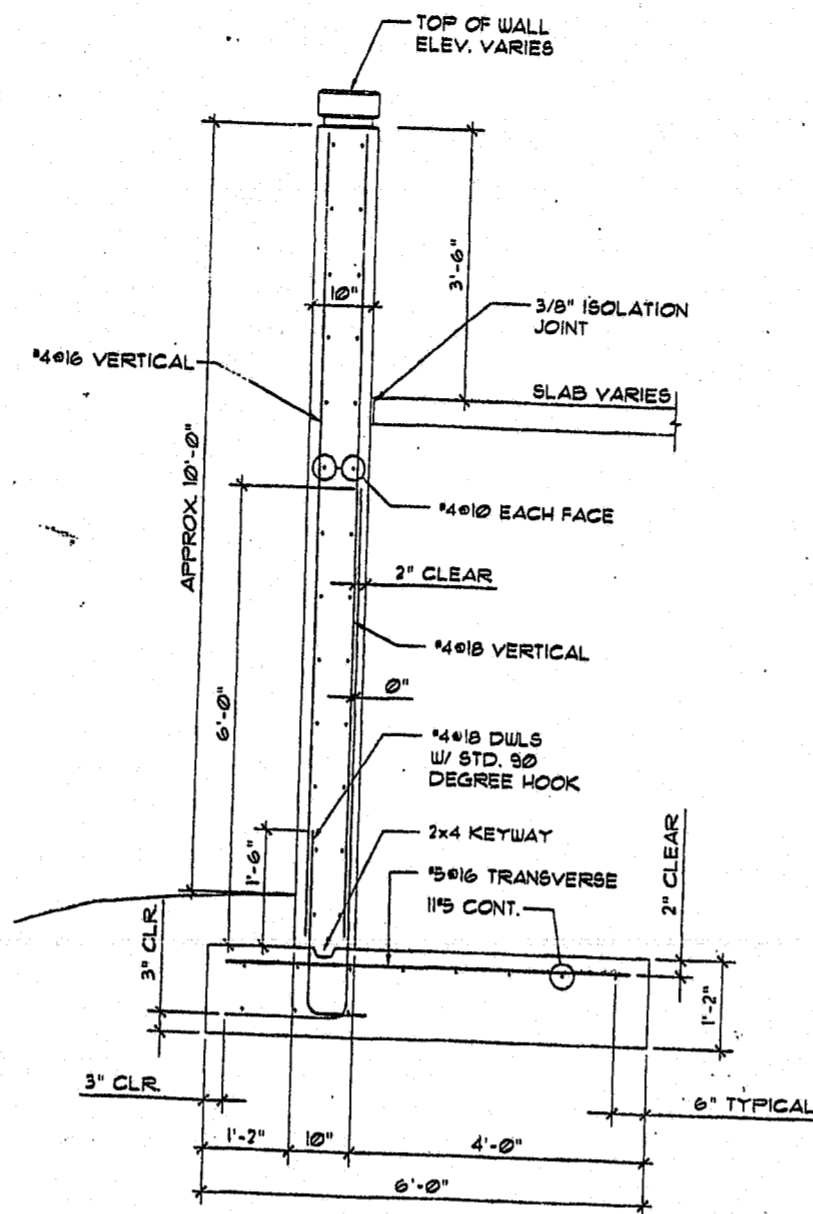 TOP OF WALL
ELEV. VARIES
3'-6"
10"
3/8" ISOLATION
JOINT
#4@16 VERTICAL
SLAB VARIES
APPROX. 10'-0"
#4@10 EACH FACE
2" CLEAR
#4@18 VERTICAL
6'-0"
0"
#4@18 DWLS
W/ STD. 90
DEGREE HOOK
1'-6"
2x4 KEYWAY
#5@16 TRANSVERSE
11#5 CONT.
2" CLEAR
3" CLR.
1'-2"
3" CLR.
6" TYPICAL
1'-2"
10"
4'-0"
6'-0"